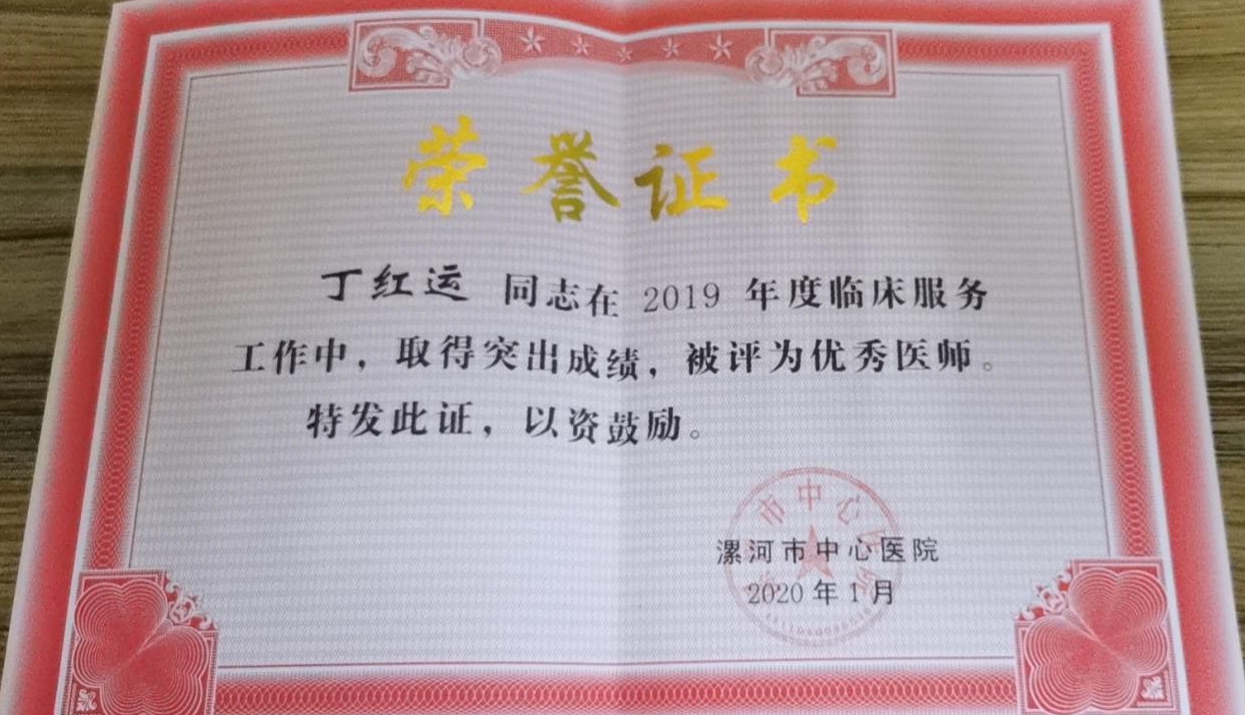 荣誉证书
丁红运 同志在 2019 年度临床服务
工作中，取得突出成绩，被评为优秀医师。
特发此证，以资鼓励。
漯河市中心医院
2020 年 1 月